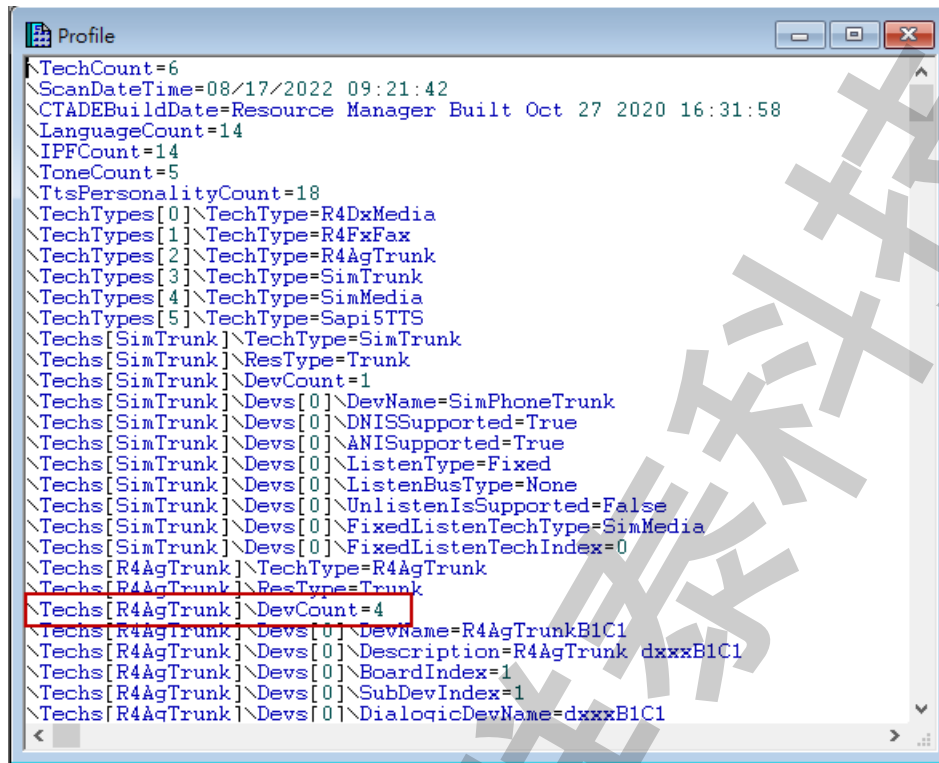 Profile
\TechCount=6
\ScanDateTime=08/17/2022 09:21:42
\CTADEBuildDate=Resource Manager Built Oct 27 2020 16:31:58
\LanguageCount=14
\IPFCount=14
\ToneCount=5
\TtsPersonalityCount=18
\TechTypes[0]\TechType=R4DxMedia
\TechTypes[1]\TechType=R4FxFax
\TechTypes[2]\TechType=R4AgTrunk
\TechTypes[3]\TechType=SimTrunk
\TechTypes[4]\TechType=SimMedia
\TechTypes[5]\TechType=Sapi5TTS
\Techs[SimTrunk]\TechType=SimTrunk
\Techs[SimTrunk]\ResType=Trunk
\Techs[SimTrunk]\DevCount=1
\Techs[SimTrunk]\Devs[0]\DevName=SimPhoneTrunk
\Techs[SimTrunk]\Devs[0]\DNISSupported=True
\Techs[SimTrunk]\Devs[0]\ANISupported=True
\Techs[SimTrunk]\Devs[0]\ListenType=Fixed
\Techs[SimTrunk]\Devs[0]\ListenBusType=None
\Techs[SimTrunk]\Devs[0]\UnlistenIsSupported=False
\Techs[SimTrunk]\Devs[0]\FixedListenTechType=SimMedia
\Techs[SimTrunk]\Devs[0]\FixedListenTechIndex=0
\Techs[R4AgTrunk]\TechType=R4AgTrunk
\Techs[R4AgTrunk]\ResType=Trunk
\Techs[R4AgTrunk]\DevCount=4
\Techs[R4AgTrunk]\Devs[0]\DevName=R4AgTrunkB1C1
\Techs[R4AgTrunk]\Devs[0]\Description=R4AgTrunk dxxxB1C1
\Techs[R4AgTrunk]\Devs[0]\BoardIndex=1
\Techs[R4AgTrunk]\Devs[0]\SubDevIndex=1
\Techs[R4AgTrunk]\Devs[0]\DialogicDevName=dxxxB1C1
泰科技